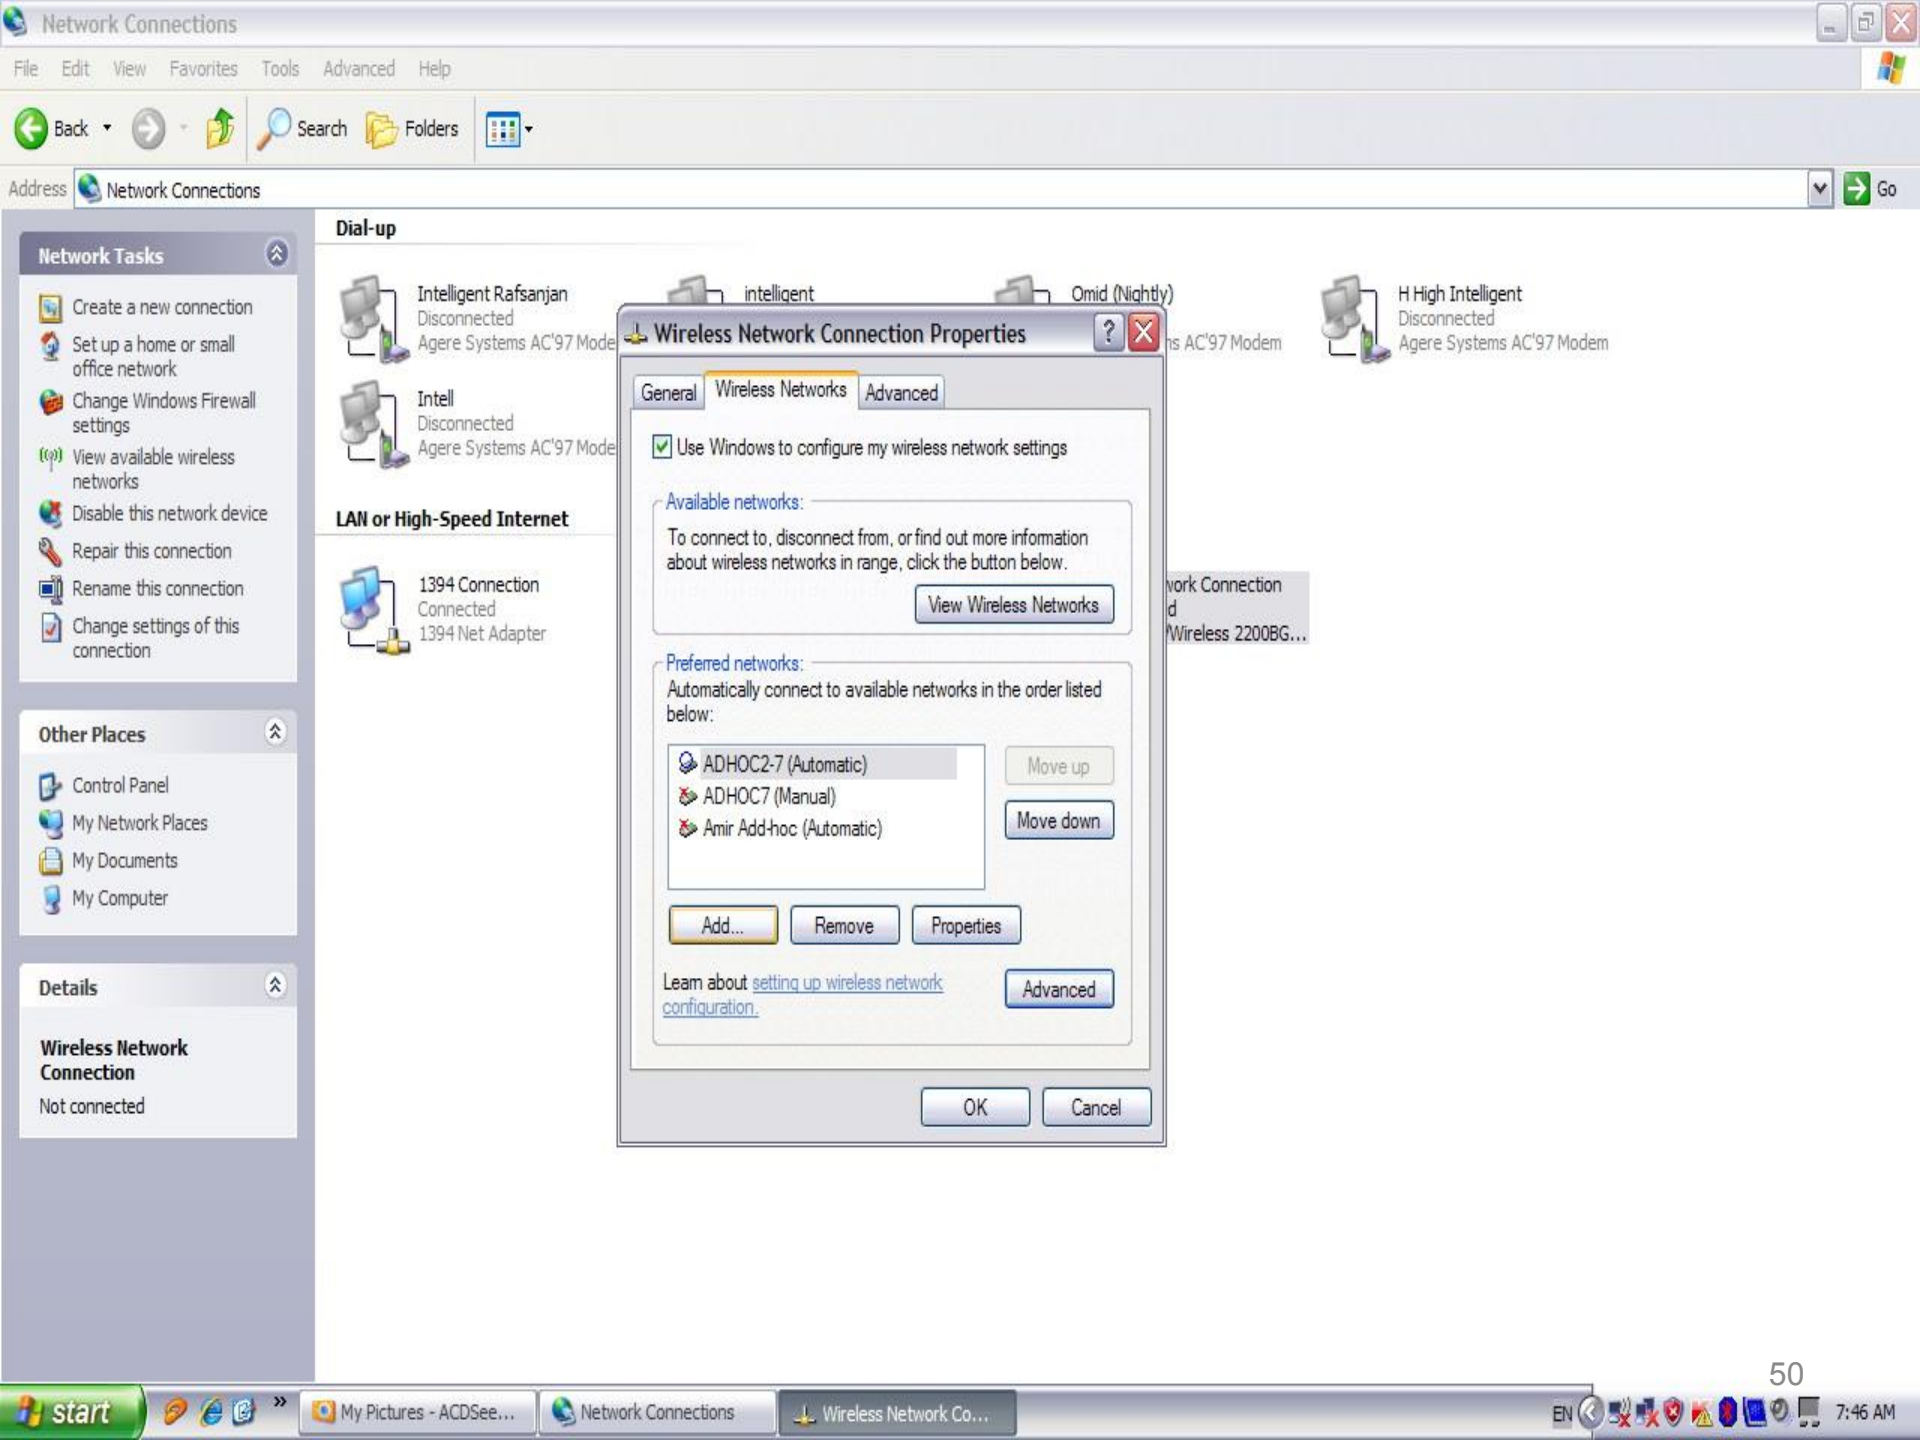 Network Connections
File Edit View Favorites Tools Advanced Help
Back Search Folders
Address Network Connections Go
Network Tasks
Create a new connection
Set up a home or small
office network
Change Windows Firewall
settings
View available wireless
networks
Disable this network device
Repair this connection
Rename this connection
Change settings of this
connection
Other Places
Control Panel
My Network Places
My Documents
My Computer
Details
Wireless Network
Connection
Not connected
Dial-up
Intelligent Rafsanjan
Disconnected
Agere Systems AC'97 Mode
intelligent
Omid (Nightly)
ns AC'97 Modem
H High Intelligent
Disconnected
Agere Systems AC'97 Modem
Intell
Disconnected
Agere Systems AC'97 Mode
LAN or High-Speed Internet
1394 Connection
Connected
1394 Net Adapter
work Connection
d
/Wireless 2200BG...
Wireless Network Connection Properties
General Wireless Networks Advanced
Use Windows to configure my wireless network settings
Available networks:
To connect to, disconnect from, or find out more information
about wireless networks in range, click the button below.
View Wireless Networks
Preferred networks:
Automatically connect to available networks in the order listed
below:
ADHOC2-7 (Automatic)
ADHOC7 (Manual)
Amir Add-hoc (Automatic)
Move up
Move down
Add... Remove Properties
Learn about setting up wireless network
configuration.
Advanced
OK Cancel
50
start My Pictures - ACDSee... Network Connections Wireless Network Co... EN 7:46 AM